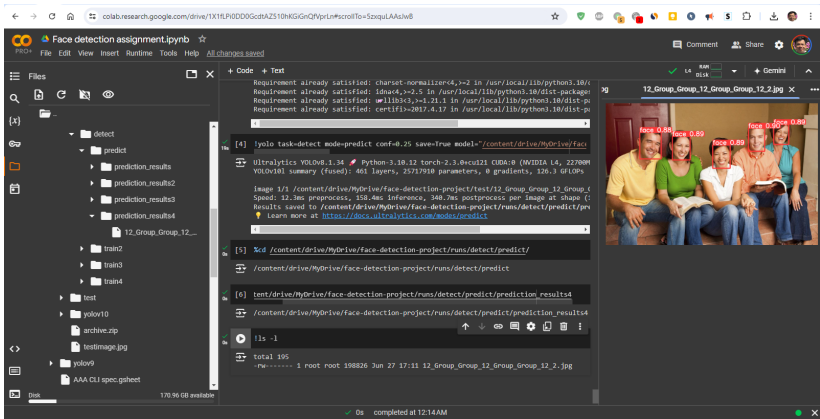 colab.research.google.com/drive/1X1fLPi0DD0GcdtAZS10hKGiGnQfVprLn#scrollTo=SzxquLAAsJwB
CO
PRO+
Face detection assignment.ipynb
File Edit View Insert Runtime Tools Help All changes saved
Comment
Share
Files
+ Code + Text
L4
RAM
Disk
Gemini
..
detect
predict
prediction_results
prediction_results2
prediction_results3
prediction_results4
12_Group_Group_12_...
train2
train3
train4
test
yolov10
archive.zip
testimage.jpg
yolov9
AAA CLI spec.gsheet
Disk
170.96 GB available
Requirement already satisfied: charset-normalizer<4,>=2 in /usr/local/lib/python3.10/
Requirement already satisfied: idna<4,>=2.5 in /usr/local/lib/python3.10/dist-packages
Requirement already satisfied: urllib3<3,>=1.21.1 in /usr/local/lib/python3.10/dist-pa
Requirement already satisfied: certifi>=2017.4.17 in /usr/local/lib/python3.10/dist-pa
[4] !yolo task=detect mode=predict conf=0.25 save=True model="/content/drive/MyDrive/face
Ultralytics YOLOv8.1.34 🚀 Python-3.10.12 torch-2.3.0+cu121 CUDA:0 (NVIDIA L4, 22700M
YOLOv10l summary (fused): 461 layers, 25717910 parameters, 0 gradients, 126.3 GFLOPs
image 1/1 /content/drive/MyDrive/face-detection-project/test/12_Group_Group_12_Group_G
Speed: 12.3ms preprocess, 158.4ms inference, 340.7ms postprocess per image at shape (1
Results saved to /content/drive/MyDrive/face-detection-project/runs/detect/predict/pre
💡 Learn more at https://docs.ultralytics.com/modes/predict
[5] %cd /content/drive/MyDrive/face-detection-project/runs/detect/predict/
/content/drive/MyDrive/face-detection-project/runs/detect/predict
[6] tent/drive/MyDrive/face-detection-project/runs/detect/predict/prediction_results4
/content/drive/MyDrive/face-detection-project/runs/detect/predict/prediction_results4
!ls -l
total 195
-rw------- 1 root root 198826 Jun 27 17:11 12_Group_Group_12_Group_Group_12_2.jpg
12_Group_Group_12_Group_Group_12_2.jpg
face 0.88
0.89
face 0.89
face 0.90
face 0.89
0s completed at 12:14 AM